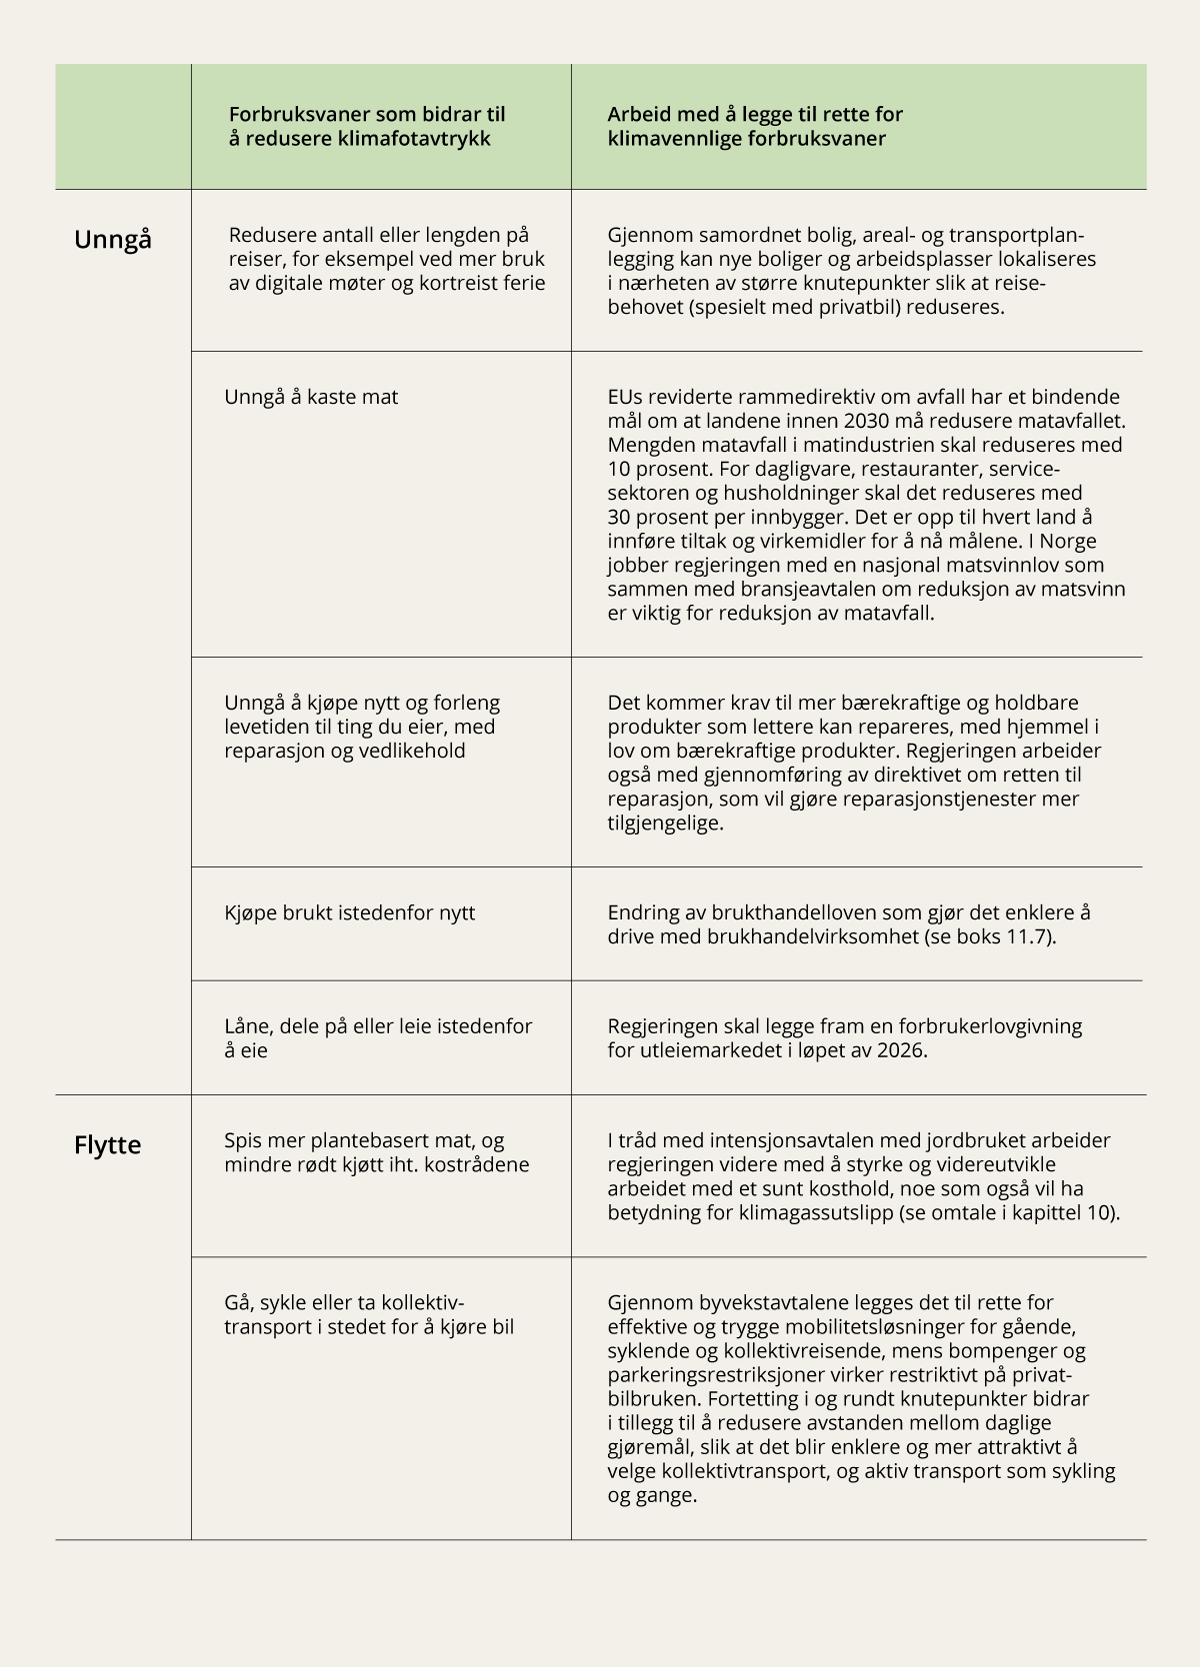 Forbruksvaner som bidrar til
å redusere klimafotavtrykk
Arbeid med å legge til rette for
klimavennlige forbruksvaner
Unngå
Redusere antall eller lengden på
reiser, for eksempel ved mer bruk
av digitale møter og kortreist ferie
Gjennom samordnet bolig, areal- og transportplan-
legging kan nye boliger og arbeidsplasser lokaliseres
i nærheten av større knutepunkter slik at reise-
behovet (spesielt med privatbil) reduseres.
Unngå å kaste mat
EUs reviderte rammedirektiv om avfall har et bindende
mål om at landene innen 2030 må redusere matavfallet.
Mengden matavfall i matindustrien skal reduseres med
10 prosent. For dagligvare, restauranter, service-
sektoren og husholdninger skal det reduseres med
30 prosent per innbygger. Det er opp til hvert land å
innføre tiltak og virkemidler for å nå målene. I Norge
jobber regjeringen med en nasjonal matsvinnlov som
sammen med bransjeavtalen om reduksjon av matsvinn
er viktig for reduksjon av matavfall.
Unngå å kjøpe nytt og forleng
levetiden til ting du eier, med
reparasjon og vedlikehold
Det kommer krav til mer bærekraftige og holdbare
produkter som lettere kan repareres, med hjemmel i
lov om bærekraftige produkter. Regjeringen arbeider
også med gjennomføring av direktivet om retten til
reparasjon, som vil gjøre reparasjonstjenester mer
tilgjengelige.
Kjøpe brukt istedenfor nytt
Endring av brukthandelloven som gjør det enklere å
drive med brukhandelvirksomhet (se boks 11.7).
Låne, dele på eller leie istedenfor
å eie
Regjeringen skal legge fram en forbrukerlovgivning
for utleiemarkedet i løpet av 2026.
Flytte
Spis mer plantebasert mat, og
mindre rødt kjøtt iht. kostrådene
I tråd med intensjonsavtalen med jordbruket arbeider
regjeringen videre med å styrke og videreutvikle
arbeidet med et sunt kosthold, noe som også vil ha
betydning for klimagassutslipp (se omtale i kapittel 10).
Gå, sykle eller ta kollektiv-
transport i stedet for å kjøre bil
Gjennom byvekstavtalene legges det til rette for
effektive og trygge mobilitetsløsninger for gående,
syklende og kollektivreisende, mens bompenger og
parkeringsrestriksjoner virker restriktivt på privat-
bilbruken. Fortetting i og rundt knutepunkter bidrar
i tillegg til å redusere avstanden mellom daglige
gjøremål, slik at det blir enklere og mer attraktivt å
velge kollektivtransport, og aktiv transport som sykling
og gange.